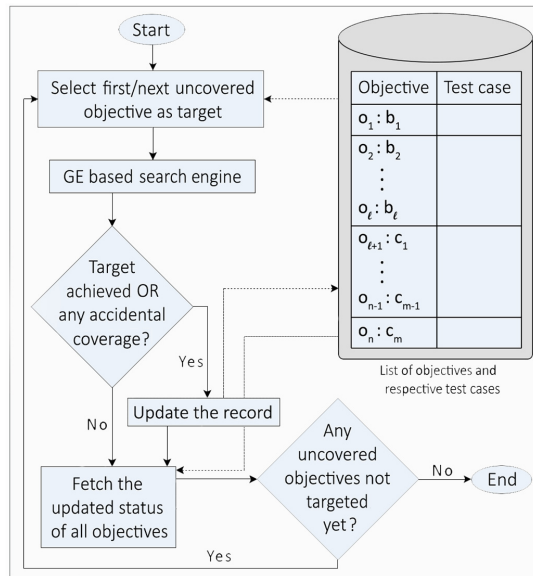 Start
Select first/next uncovered
objective as target
GE based search engine
Target
achieved OR
any accidental
coverage?
Yes
No
Update the record
Fetch the
updated status
of all objectives
Any
uncovered
objectives not
targeted
yet?
No
End
Yes
Objective Test case
o₁ : b₁
o₂ : b₂
⋮
oℓ : bℓ
oℓ₊₁ : c₁
⋮
oₙ₋₁ : cₘ₋₁
oₙ : cₘ
List of objectives and
respective test cases